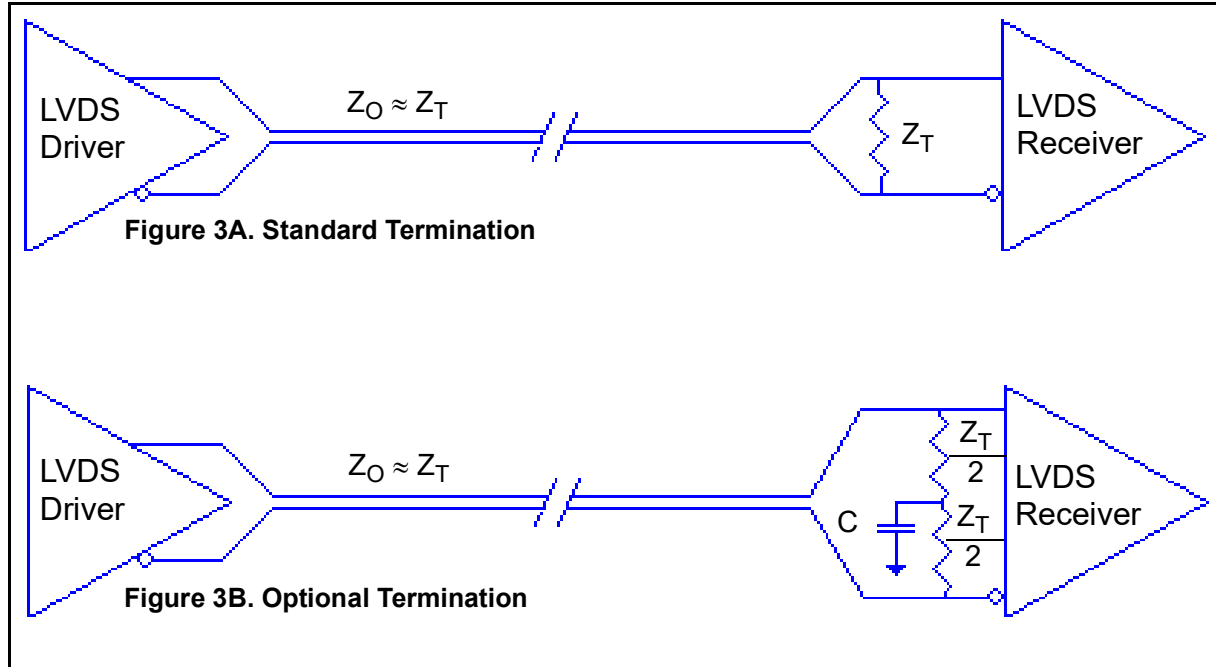 LVDS
Driver
Z_O ≈ Z_T
Z_T
LVDS
Receiver
Figure 3A. Standard Termination
LVDS
Driver
Z_O ≈ Z_T
C
Z_T
2
Z_T
2
LVDS
Receiver
Figure 3B. Optional Termination